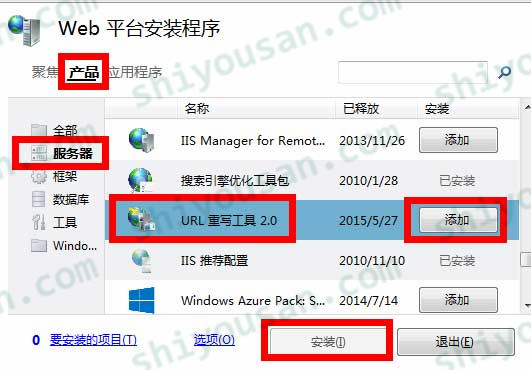 Web 平台安装程序
聚焦 产品 应用程序
名称 已释放 安装
全部
服务器
框架
数据库
工具
Windo...
IIS Manager for Remot... 2013/11/26 添加
搜索引擎优化工具包 2010/1/28 已安装
URL 重写工具 2.0 2015/5/27 添加
IIS 推荐配置 2010/11/10 已安装
Windows Azure Pack: S... 2014/7/14 添加
0 要安装的项目(T) 选项(O) 安装(I) 退出(E)
shiyousan.com